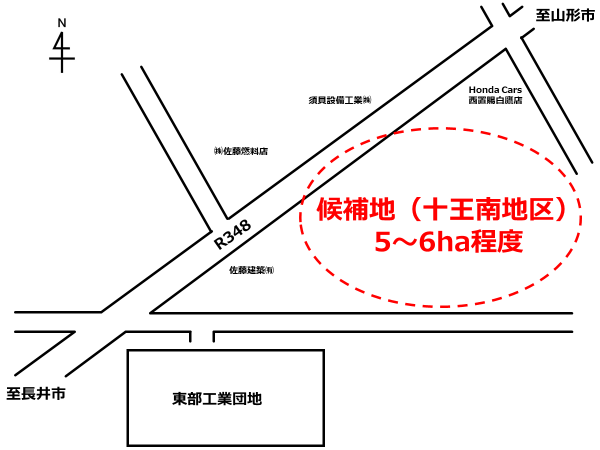 至山形市
N
Honda Cars
西置賜白鷹店
須貝設備工業㈱
㈱佐藤燃料店
候補地（十王南地区）
5～6ha程度
R348
佐藤建築㈲
至長井市
東部工業団地